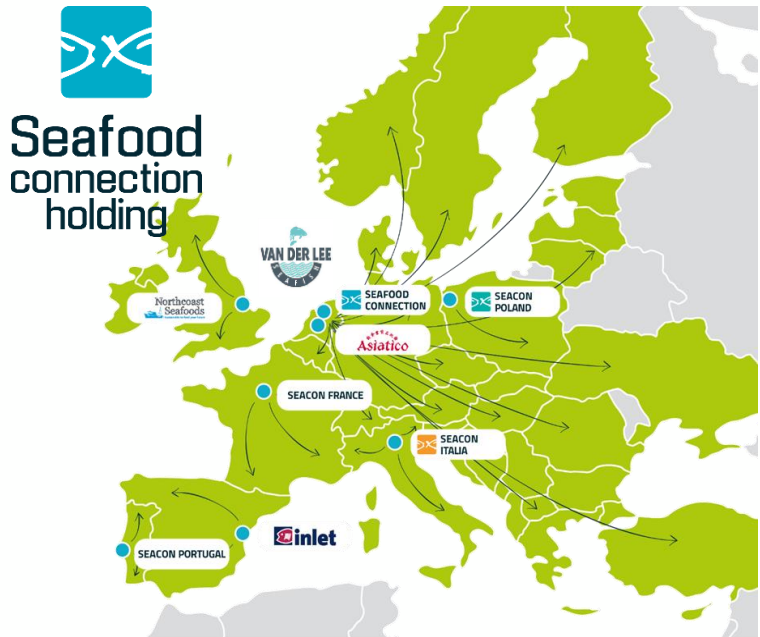 Seafood
connection
holding
VAN DER LEE
SEAFISH
Northcoast
Seafoods
SEAFOOD
CONNECTION
SEACON
POLAND
Asiatico
SEACON FRANCE
SEACON
ITALIA
inlet
SEACON PORTUGAL